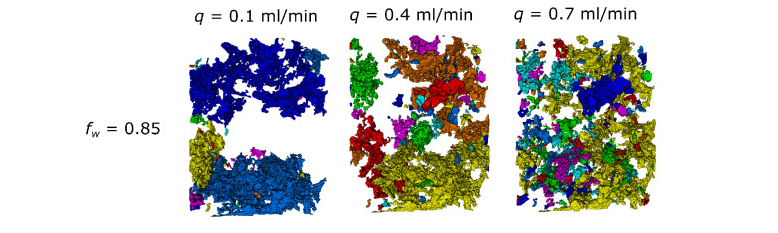 q = 0.1 ml/min
q = 0.4 ml/min
q = 0.7 ml/min
f_w = 0.85